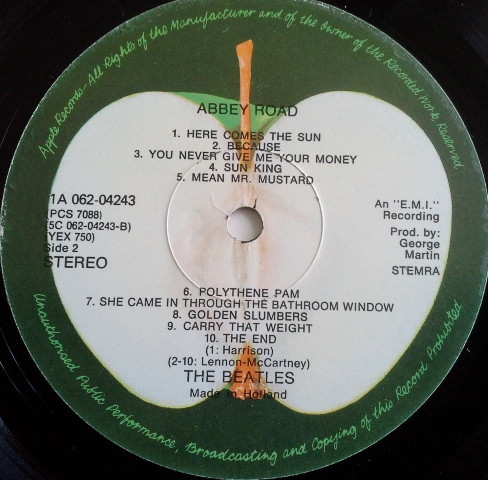 Apple Records-All Rights of the Manufacturer and of the Owner of the Recorded Work Reserved
ABBEY ROAD
1. HERE COMES THE SUN
2. BECAUSE
3. YOU NEVER GIVE ME YOUR MONEY
4. SUN KING
5. MEAN MR. MUSTARD
1A 062-04243
(PCS 7088)
(5C 062-04243-B)
(YEX 750)
Side 2
STEREO
An "E.M.I."
Recording
Prod. by:
George
Martin
STEMRA
6. POLYTHENE PAM
7. SHE CAME IN THROUGH THE BATHROOM WINDOW
8. GOLDEN SLUMBERS
9. CARRY THAT WEIGHT
10. THE END
(1: Harrison)
(2-10: Lennon-McCartney)
THE BEATLES
Made in Holland
Unauthorised Public Performance, Broadcasting and Copying of this Record Prohibited